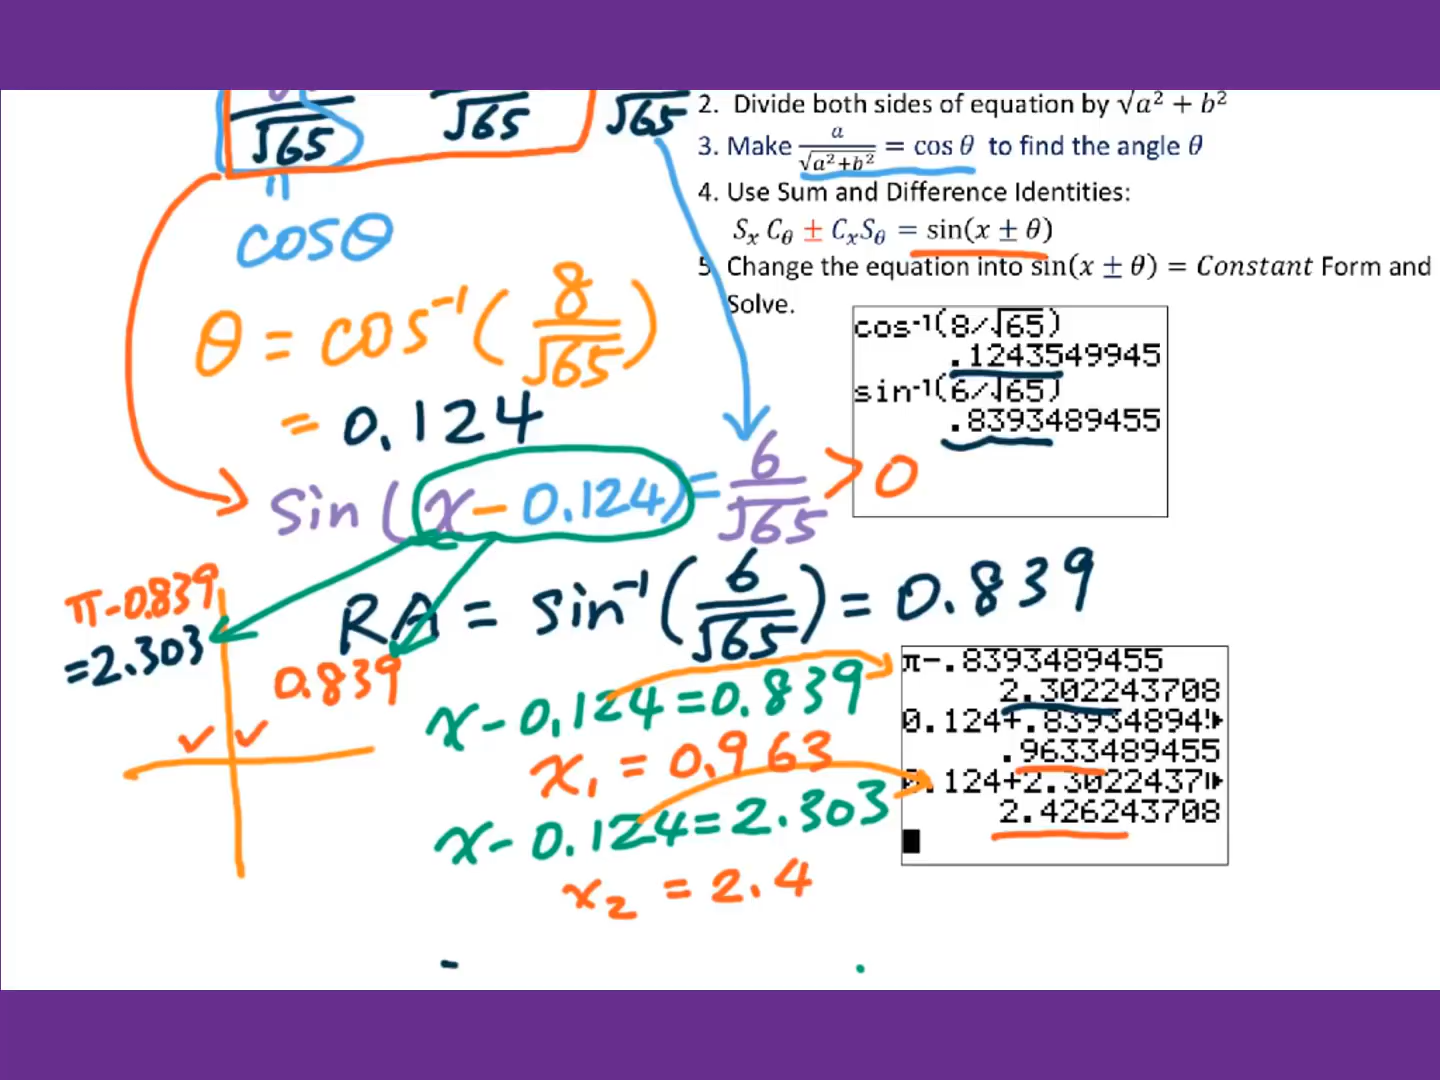 √65 √65 √65
2. Divide both sides of equation by √a² + b²
3. Make a/√a²+b² = cos θ to find the angle θ
4. Use Sum and Difference Identities:
Sₓ Cθ ± CₓSθ = sin(x ± θ)
5. Change the equation into sin(x ± θ) = Constant Form and
Solve.
cosθ
θ = cos⁻¹(8/√65)
= 0.124
cos⁻¹(8/√65)
.1243549945
sin⁻¹(6/√65)
.8393489455
sin(x - 0.124) = 6/√65 > 0
RA = sin⁻¹(6/√65) = 0.839
π-0.839
=2.303
0.839
x-0.124=0.839
x₁ = 0.963
x-0.124=2.303
x₂ = 2.4
π-.8393489455
2.302243708
0.124+.83934894
.9633489455
.124+2.3022437
2.426243708